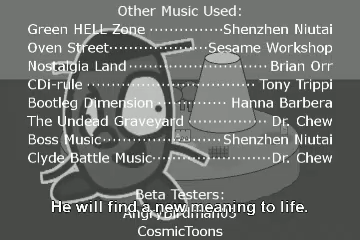 Other Music Used:
Green HELL Zone ············Shenzhen Niutai
Oven Street················Sesame Workshop
Nostalgia Land·······················Brian Orr
CDi-rule····························Tony Trippi
Bootleg Dimension·············Hanna Barbera
The Undead Graveyard··············Dr. Chew
Boss Music····················Shenzhen Niutai
Clyde Battle Music···················Dr. Chew
Beta Testers:
He will find a new meaning to life.
AngryBirdman03
CosmicToons